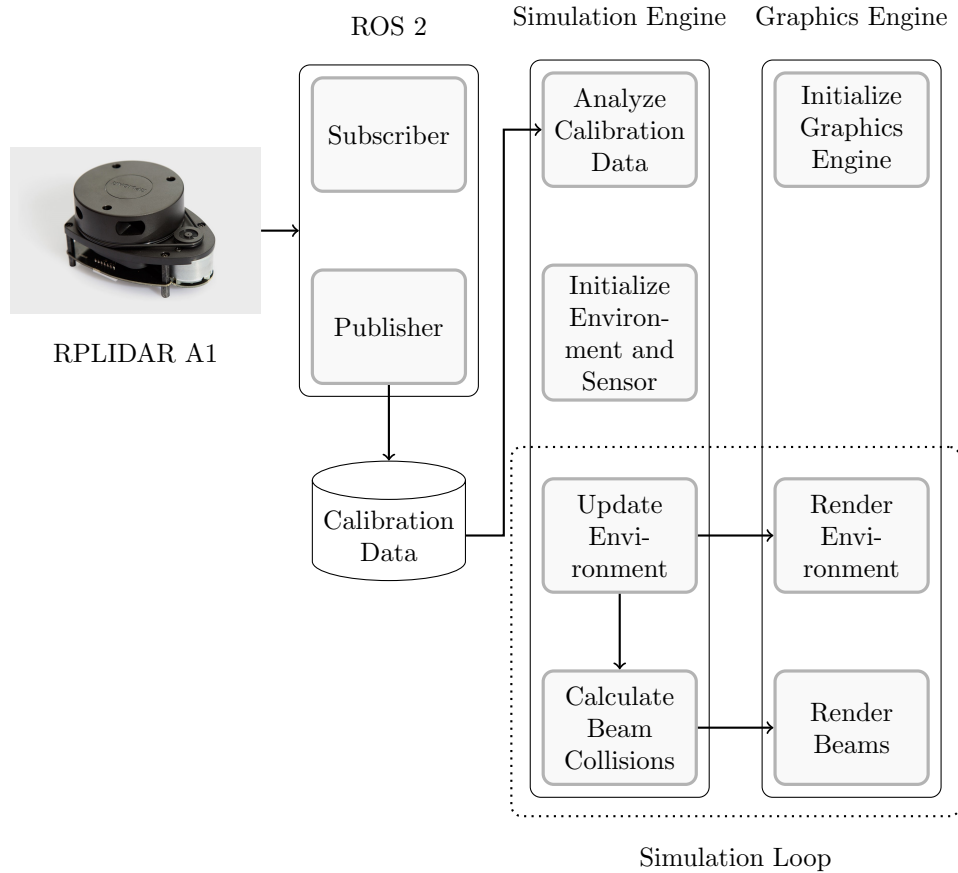 ROS 2
Simulation Engine
Graphics Engine
Subscriber
Publisher
RPLIDAR A1
Calibration
Data
Analyze
Calibration
Data
Initialize
Environ-
ment and
Sensor
Update
Envi-
ronment
Calculate
Beam
Collisions
Initialize
Graphics
Engine
Render
Envi-
ronment
Render
Beams
Simulation Loop